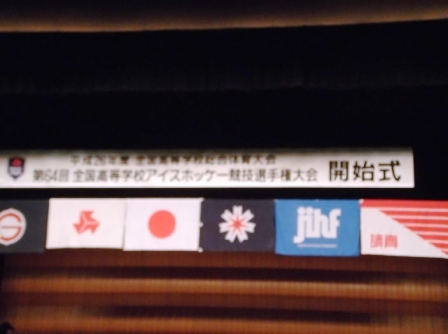 平成26年度 全国高等学校総合体育大会
第64回 全国高等学校アイスホッケー競技選手権大会 開始式
jihf